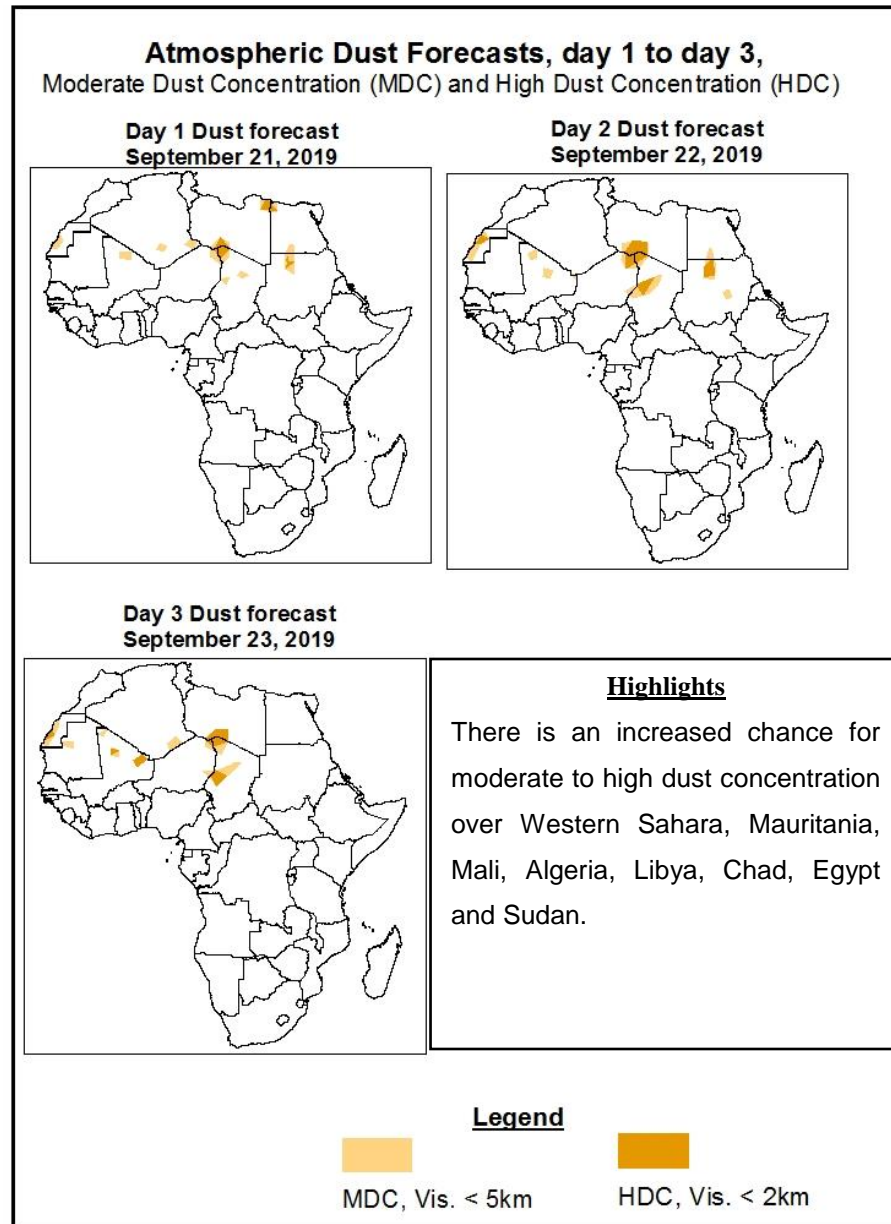 Atmospheric Dust Forecasts, day 1 to day 3,
Moderate Dust Concentration (MDC) and High Dust Concentration (HDC)
Day 1 Dust forecast
September 21, 2019
Day 2 Dust forecast
September 22, 2019
Day 3 Dust forecast
September 23, 2019
Highlights
There is an increased chance for
moderate to high dust concentration
over Western Sahara, Mauritania,
Mali, Algeria, Libya, Chad, Egypt
and Sudan.
Legend
MDC, Vis. < 5km
HDC, Vis. < 2km